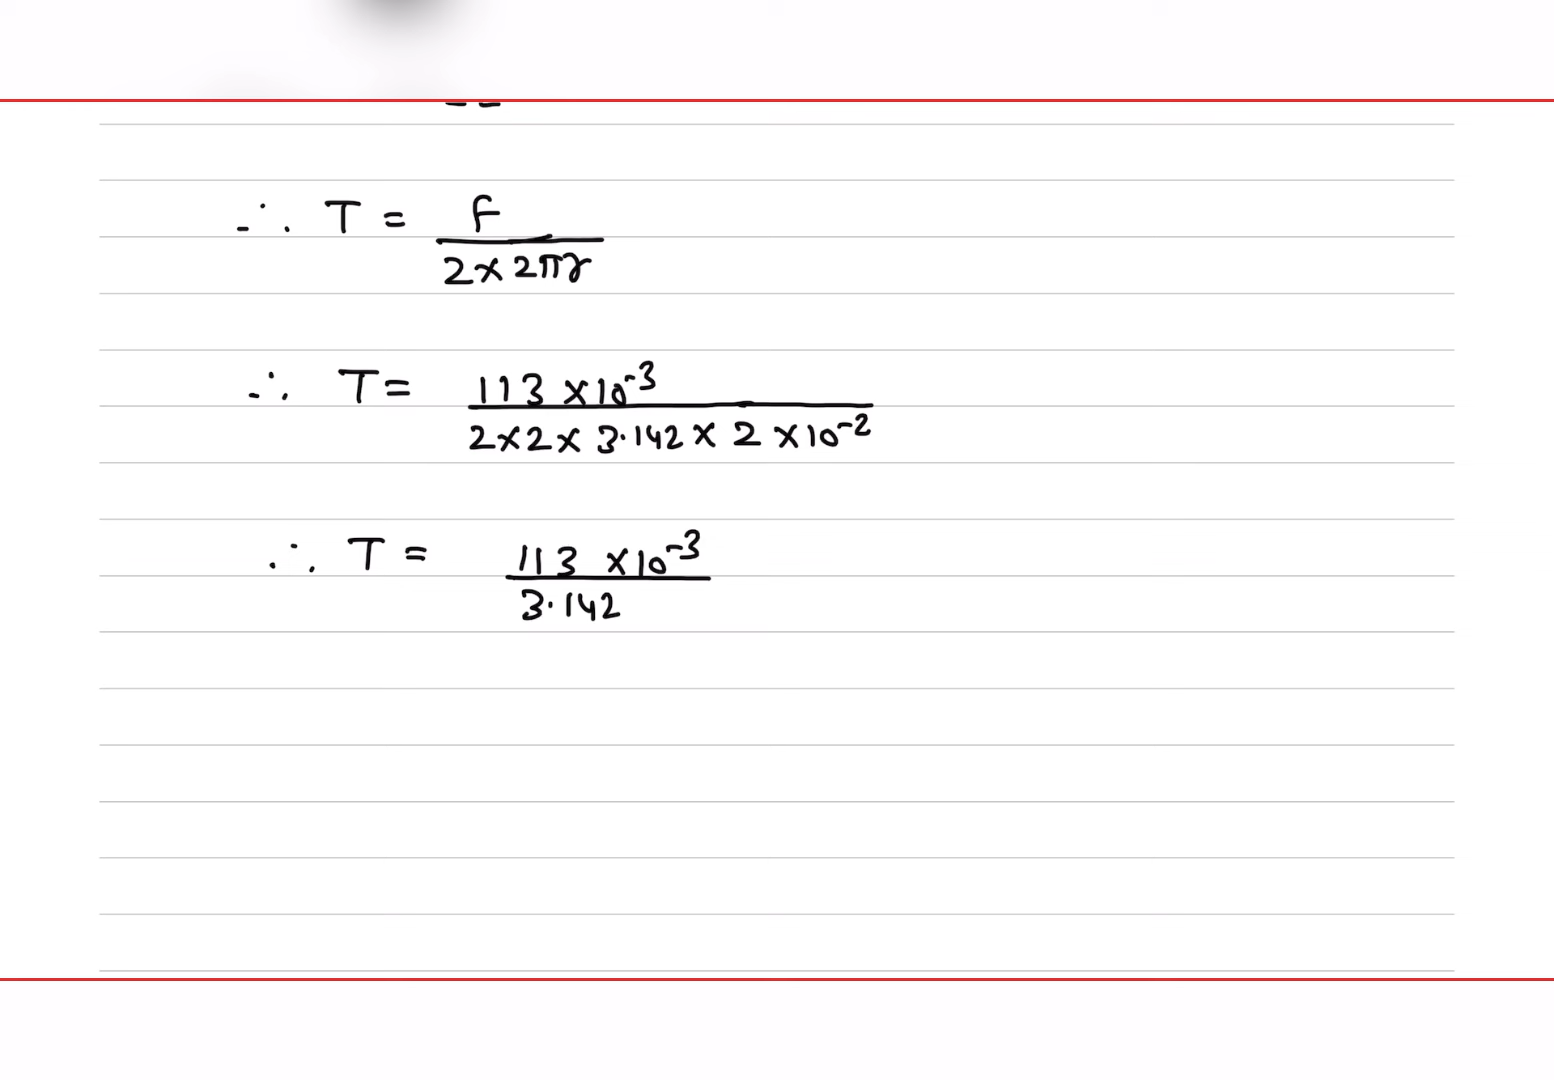 ∴ T = F / 2 × 2πr
∴ T = 113 × 10⁻³ / 2 × 2 × 3.142 × 2 × 10⁻²
∴ T = 113 × 10⁻³ / 3.142